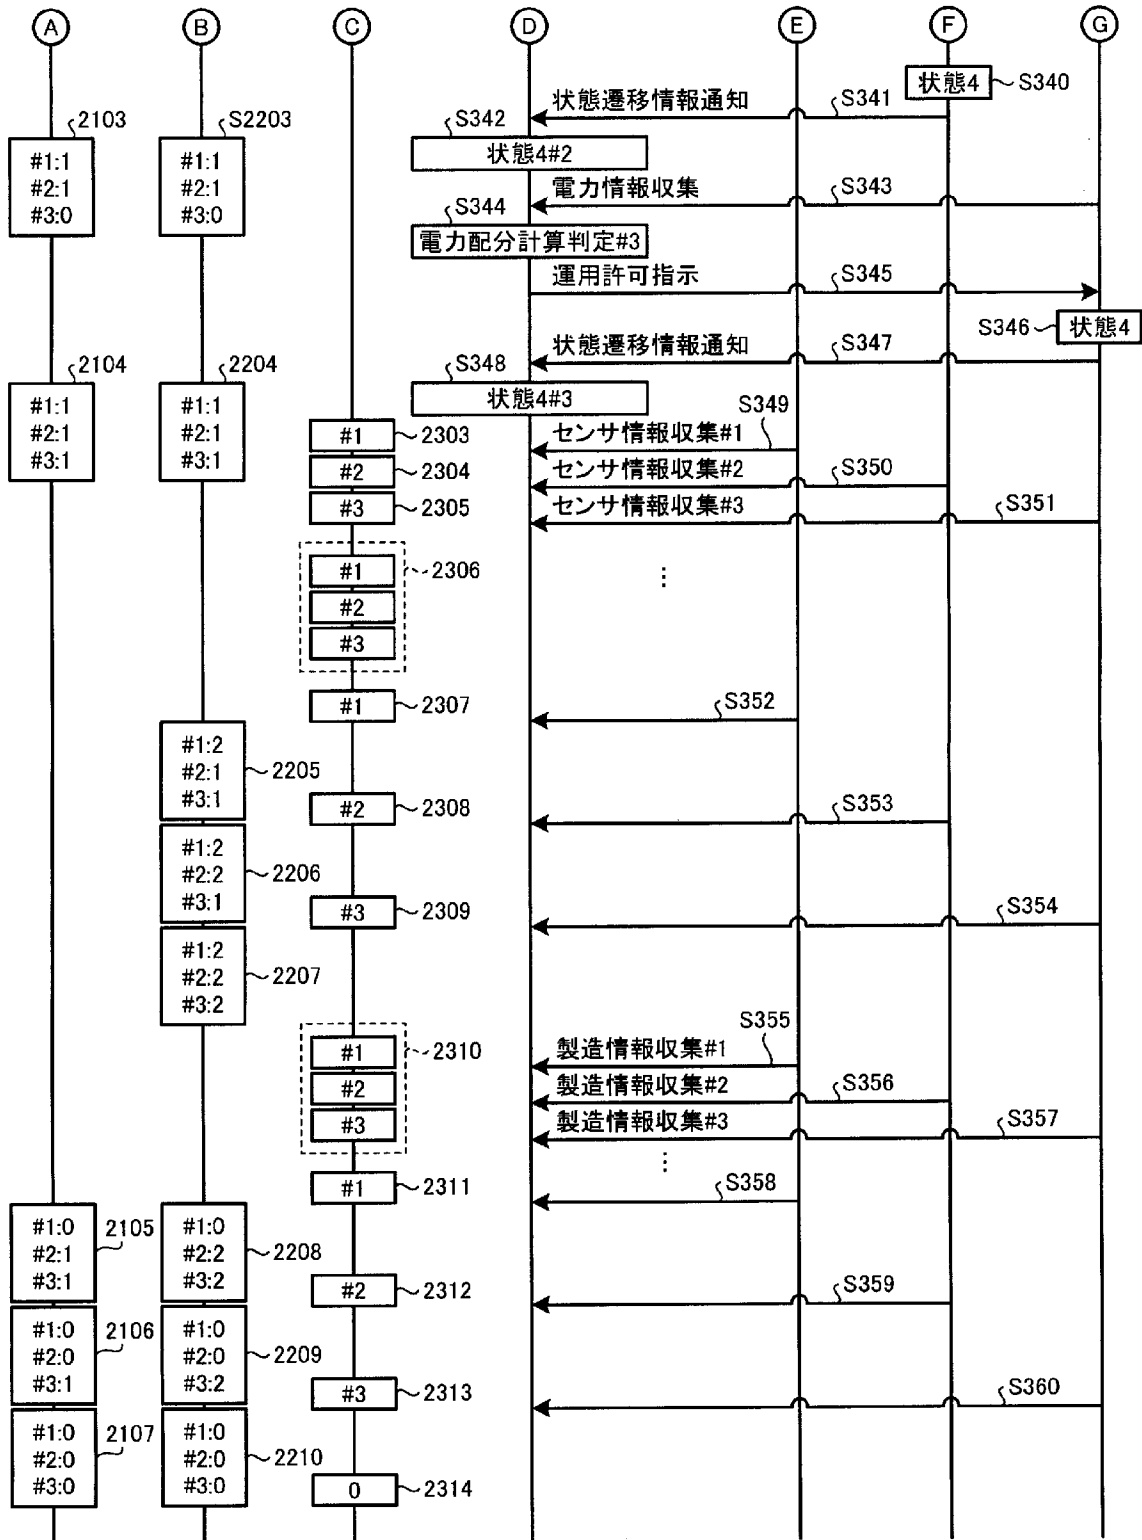 A
B
C
D
E
F
G
状態4
S340
状態遷移情報通知
S341
2103
#1:1
#2:1
#3:0
S2203
#1:1
#2:1
#3:0
S342
状態4#2
電力情報収集
S343
S344
電力配分計算判定#3
運用許可指示
S345
S346
状態4
状態遷移情報通知
S347
2104
#1:1
#2:1
#3:1
2204
#1:1
#2:1
#3:1
S348
状態4#3
#1
2303
センサ情報収集#1
S349
#2
2304
センサ情報収集#2
S350
#3
2305
センサ情報収集#3
S351
#1
#2
#3
2306
⋮
#1
2307
S352
#1:2
#2:1
#3:1
2205
#2
2308
S353
#1:2
#2:2
#3:1
2206
#3
2309
S354
#1:2
#2:2
#3:2
2207
#1
#2
#3
2310
製造情報収集#1
S355
製造情報収集#2
S356
製造情報収集#3
S357
⋮
#1
2311
S358
#1:0
#2:1
#3:1
2105
#1:0
#2:2
#3:2
2208
#2
2312
S359
#1:0
#2:0
#3:1
2106
#1:0
#2:0
#3:2
2209
#3
2313
S360
#1:0
#2:0
#3:0
2107
#1:0
#2:0
#3:0
2210
0
2314